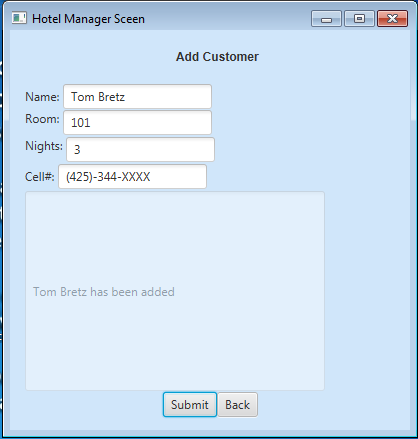 Hotel Manager Sceen
Add Customer
Name: Tom Bretz
Room: 101
Nights: 3
Cell#: (425)-344-XXXX
Tom Bretz has been added
Submit Back